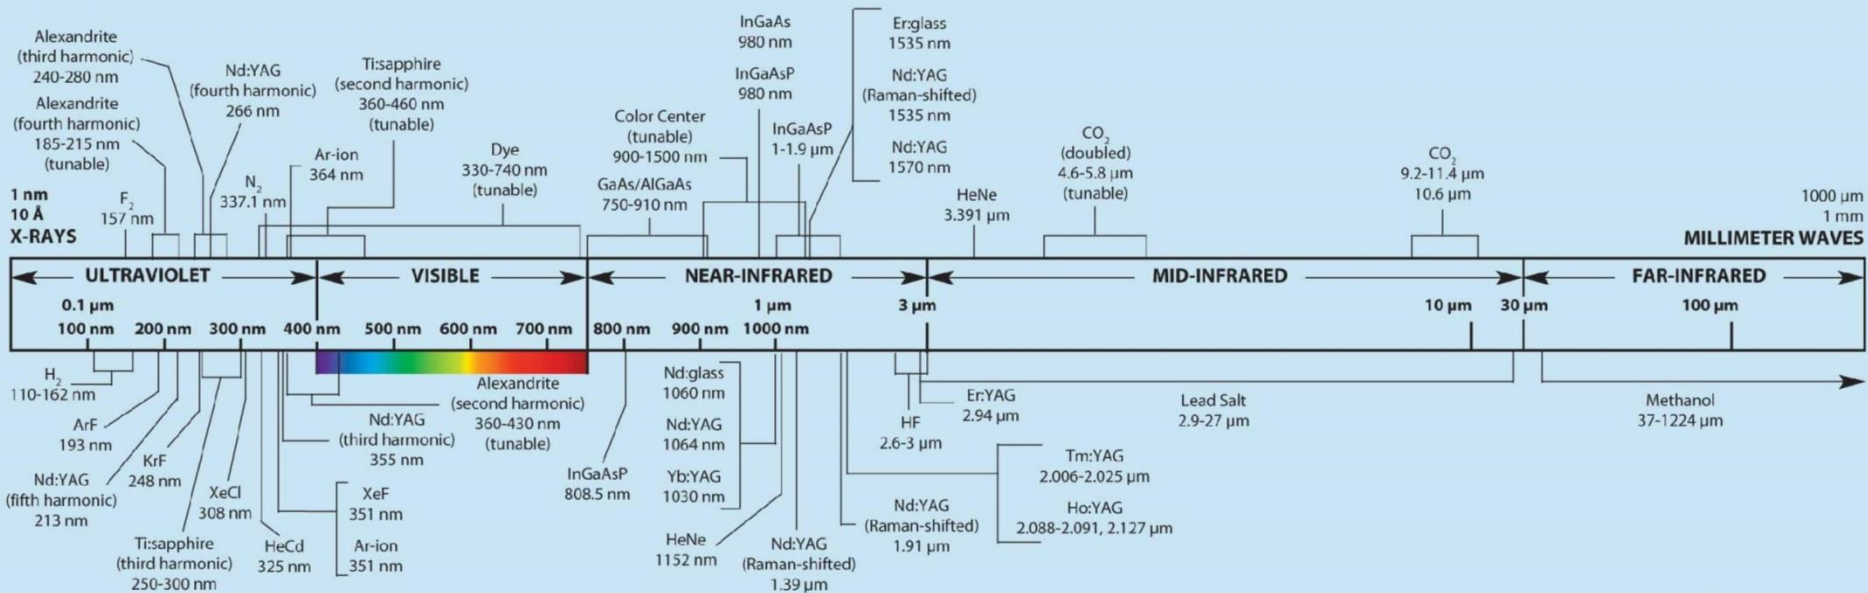 Alexandrite
(third harmonic)
240-280 nm
Alexandrite
(fourth harmonic)
185-215 nm
(tunable)
Nd:YAG
(fourth harmonic)
266 nm
Ti:sapphire
(second harmonic)
360-460 nm
(tunable)
Ar-ion
364 nm
Dye
330-740 nm
(tunable)
N2
337.1 nm
F2
157 nm
1 nm
10 Å
X-RAYS
InGaAs
980 nm
InGaAsP
980 nm
Color Center
(tunable)
900-1500 nm
GaAs/AlGaAs
750-910 nm
InGaAsP
1-1.9 µm
Er:glass
1535 nm
Nd:YAG
(Raman-shifted)
1535 nm
Nd:YAG
1570 nm
HeNe
3.391 µm
CO2
(doubled)
4.6-5.8 µm
(tunable)
CO2
9.2-11.4 µm
10.6 µm
1000 µm
1 mm
MILLIMETER WAVES
ULTRAVIOLET VISIBLE NEAR-INFRARED MID-INFRARED FAR-INFRARED
0.1 µm 1 µm 3 µm 10 µm 30 µm 100 µm
100 nm 200 nm 300 nm 400 nm 500 nm 600 nm 700 nm 800 nm 900 nm 1000 nm
H2
110-162 nm
ArF
193 nm
Nd:YAG
(fifth harmonic)
213 nm
KrF
248 nm
XeCl
308 nm
Ti:sapphire
(third harmonic)
250-300 nm
HeCd
325 nm
XeF
351 nm
Ar-ion
351 nm
Nd:YAG
(third harmonic)
355 nm
Alexandrite
(second harmonic)
360-430 nm
(tunable)
InGaAsP
808.5 nm
Nd:glass
1060 nm
Nd:YAG
1064 nm
Yb:YAG
1030 nm
HeNe
1152 nm
Nd:YAG
(Raman-shifted)
1.39 µm
Nd:YAG
(Raman-shifted)
1.91 µm
HF
2.6-3 µm
Er:YAG
2.94 µm
Tm:YAG
2.006-2.025 µm
Ho:YAG
2.088-2.091, 2.127 µm
Lead Salt
2.9-27 µm
Methanol
37-1224 µm